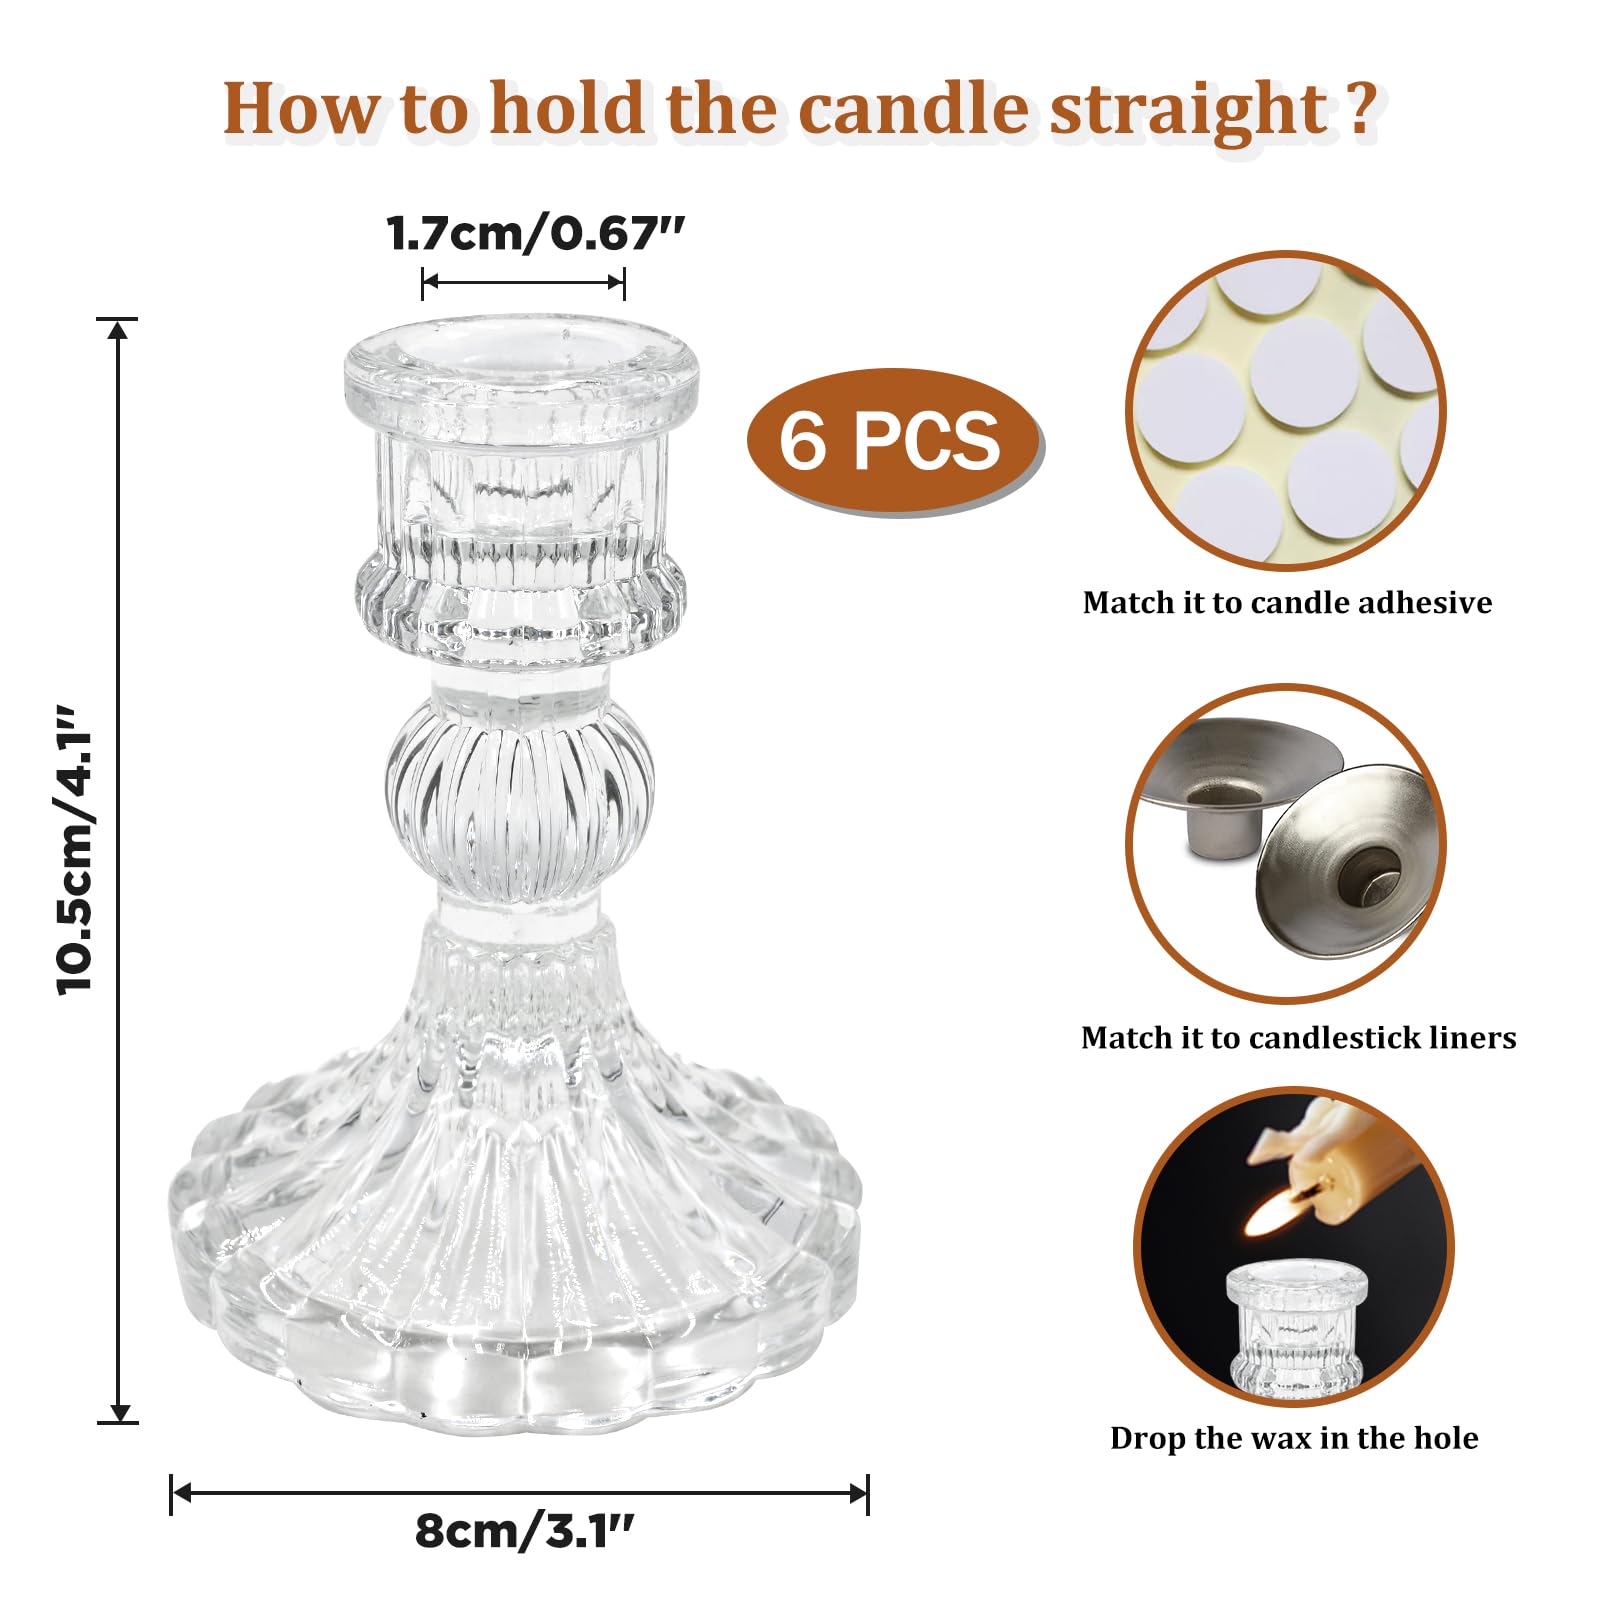 How to hold the candle straight ?
1.7cm/0.67"
6 PCS
10.5cm/4.1"
8cm/3.1"
Match it to candle adhesive
Match it to candlestick liners
Drop the wax in the hole